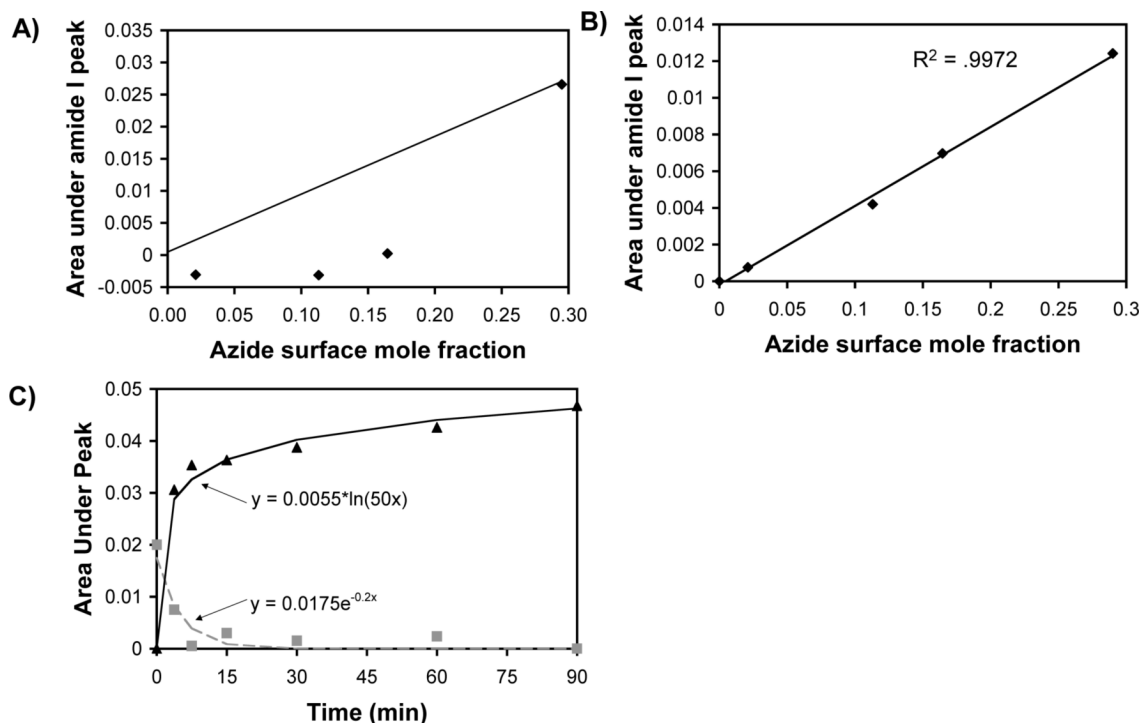 A)
Area under amide I peak
0.035
0.03
0.025
0.02
0.015
0.01
0.005
0
-0.005
0.00 0.05 0.10 0.15 0.20 0.25 0.30
Azide surface mole fraction
B)
Area under amide I peak
0.014
0.012
0.01
0.008
0.006
0.004
0.002
0
R² = .9972
0 0.05 0.1 0.15 0.2 0.25 0.3
Azide surface mole fraction
C)
Area Under Peak
0.05
0.04
0.03
0.02
0.01
0
y = 0.0055*ln(50x)
y = 0.0175e^-0.2x
0 15 30 45 60 75 90
Time (min)